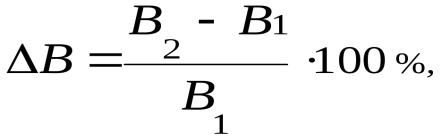 ΔB = (B₂ - B₁) / B₁ · 100 %,